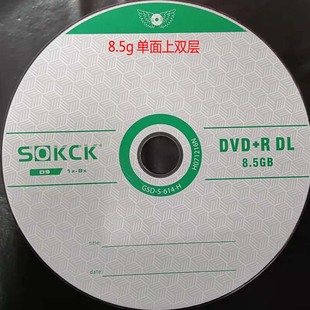 8.5g 单面上双层
SOKCK
D9 1x-8x
DVD+R DL
8.5GB
H071216N
GSD-S-614-H
title:
date: